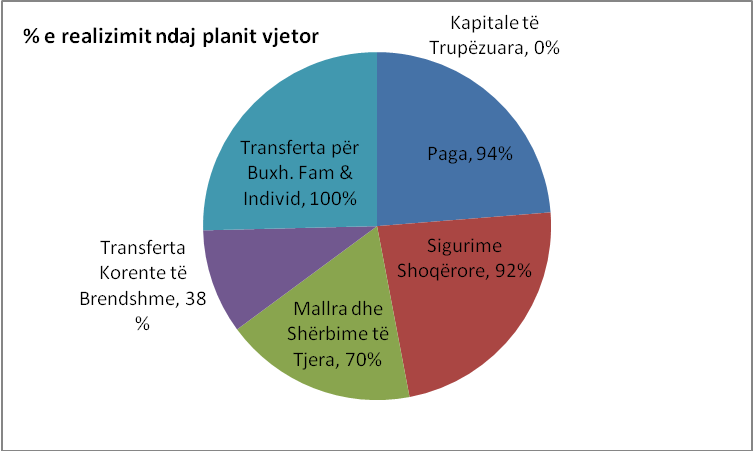 % e realizimit ndaj planit vjetor
Kapitale të
Trupëzuara, 0%
Paga, 94%
Sigurime
Shoqërore, 92%
Mallra dhe
Shërbime të
Tjera, 70%
Transferta
Korente të
Brendshme, 38
%
Transferta për
Buxh. Fam &
Individ, 100%